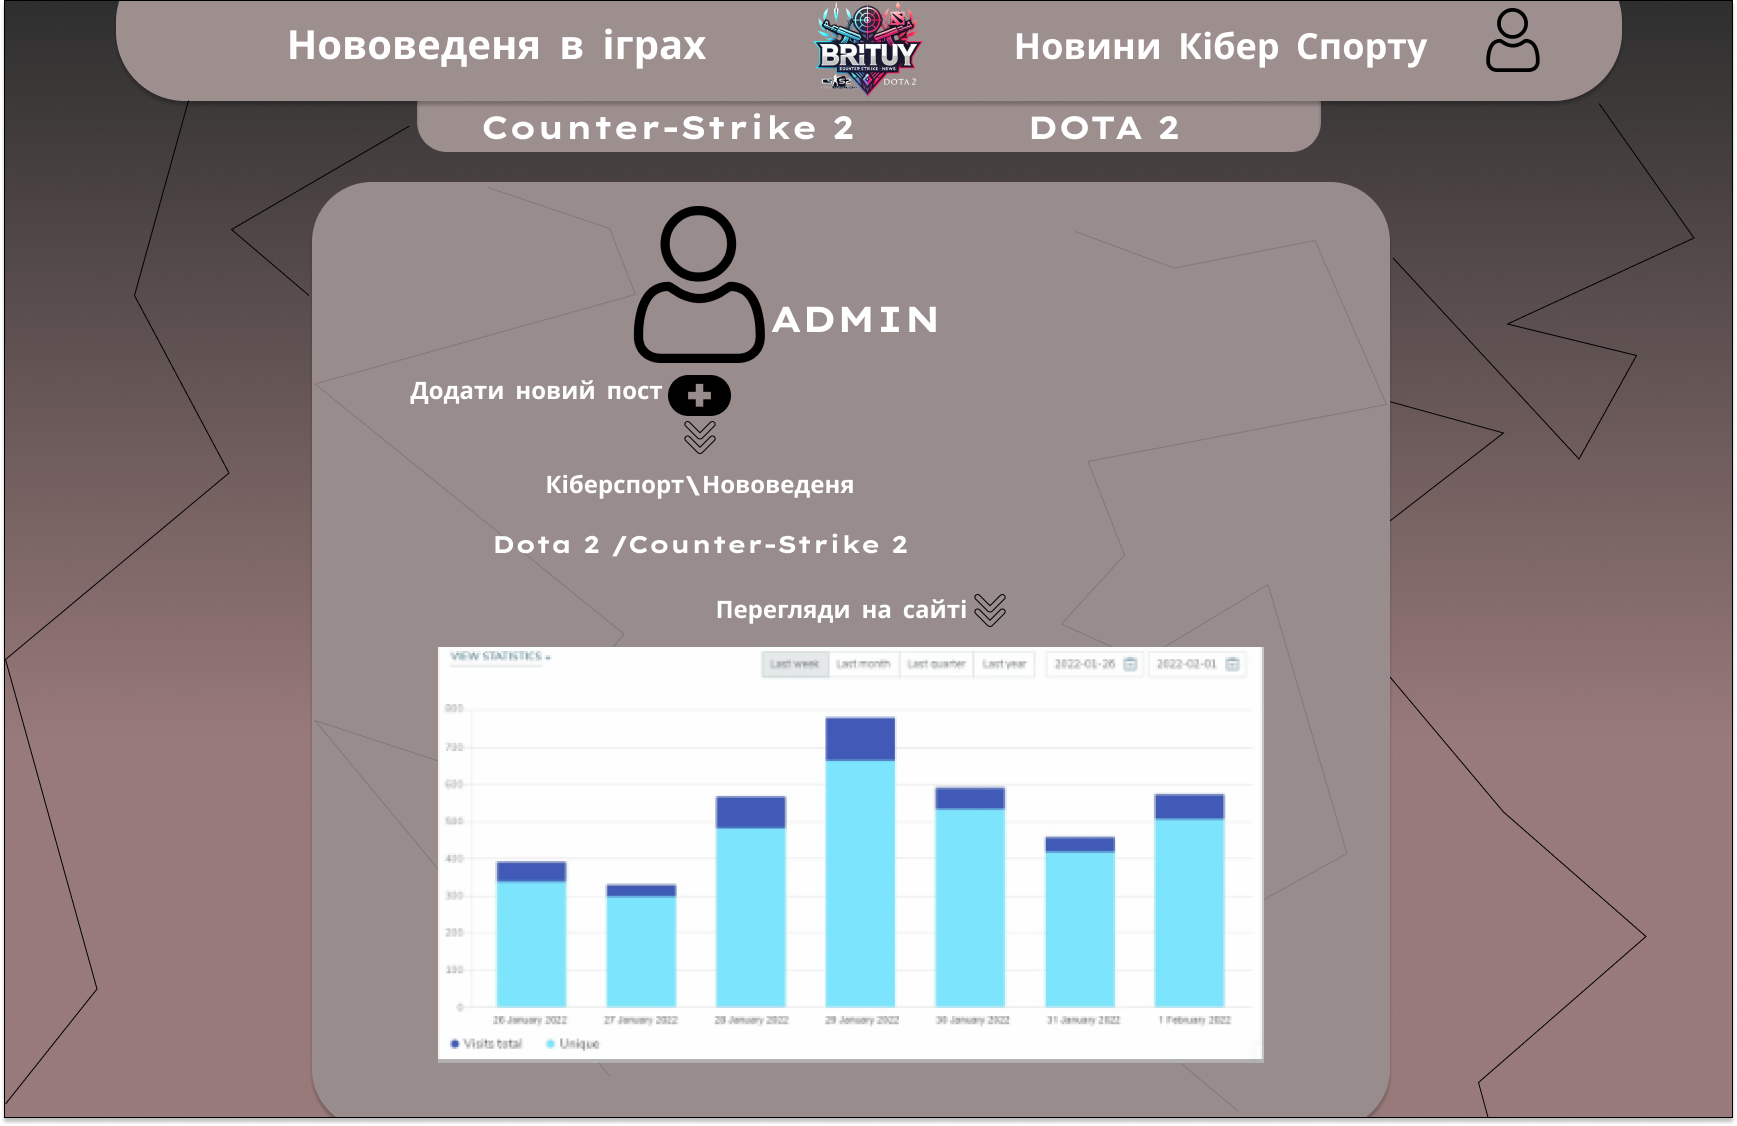 Нововеденя в іграх
BRITUY
COUNTER STRIKE NEWS
DOTA 2
Новини Кібер Спорту
Counter-Strike 2
DOTA 2
ADMIN
Додати новий пост
Кіберспорт\Нововеденя
Dota 2 /Counter-Strike 2
Перегляди на сайті
VIEW STATISTICS
Last week
Last month
Last quarter
Last year
2022-01-26
2022-02-01
800
700
600
500
400
300
200
100
0
26 January 2022
27 January 2022
28 January 2022
29 January 2022
30 January 2022
31 January 2022
1 February 2022
Visits total
Unique